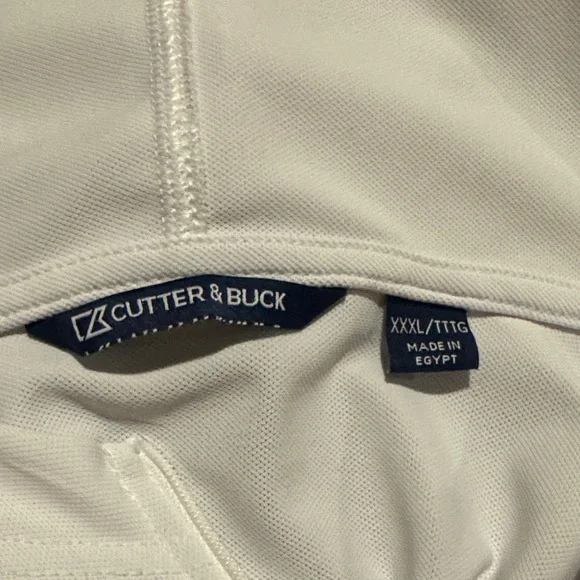 CUTTER & BUCK
XXXL/TTTG
MADE IN
EGYPT